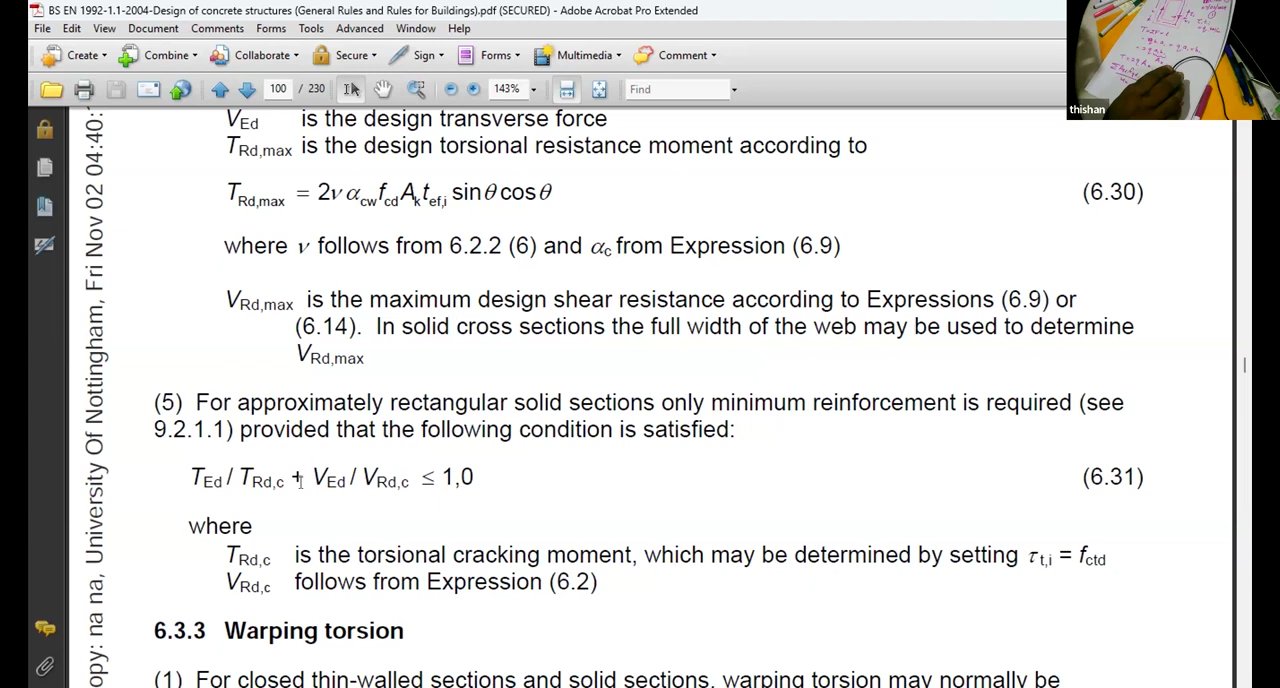 BS EN 1992-1.1-2004-Design of concrete structures (General Rules and Rules for Buildings).pdf (SECURED) - Adobe Acrobat Pro Extended
File Edit View Document Comments Forms Tools Advanced Window Help
Create Combine Collaborate Secure Sign Forms Multimedia Comment
100 / 230 143% Find
thishan
opy: na na, University Of Nottingham, Fri Nov 02 04:40:
VEd is the design transverse force
TRd,max is the design torsional resistance moment according to
TRd,max = 2ν αcw fcd Ak tef,i sinθ cosθ (6.30)
where ν follows from 6.2.2 (6) and αc from Expression (6.9)
VRd,max is the maximum design shear resistance according to Expressions (6.9) or
(6.14). In solid cross sections the full width of the web may be used to determine
VRd,max
(5) For approximately rectangular solid sections only minimum reinforcement is required (see
9.2.1.1) provided that the following condition is satisfied:
TEd / TRd,c + VEd / VRd,c ≤ 1,0 (6.31)
where
TRd,c is the torsional cracking moment, which may be determined by setting τt,i = fctd
VRd,c follows from Expression (6.2)
6.3.3 Warping torsion
(1) For closed thin-walled sections and solid sections, warping torsion may normally be